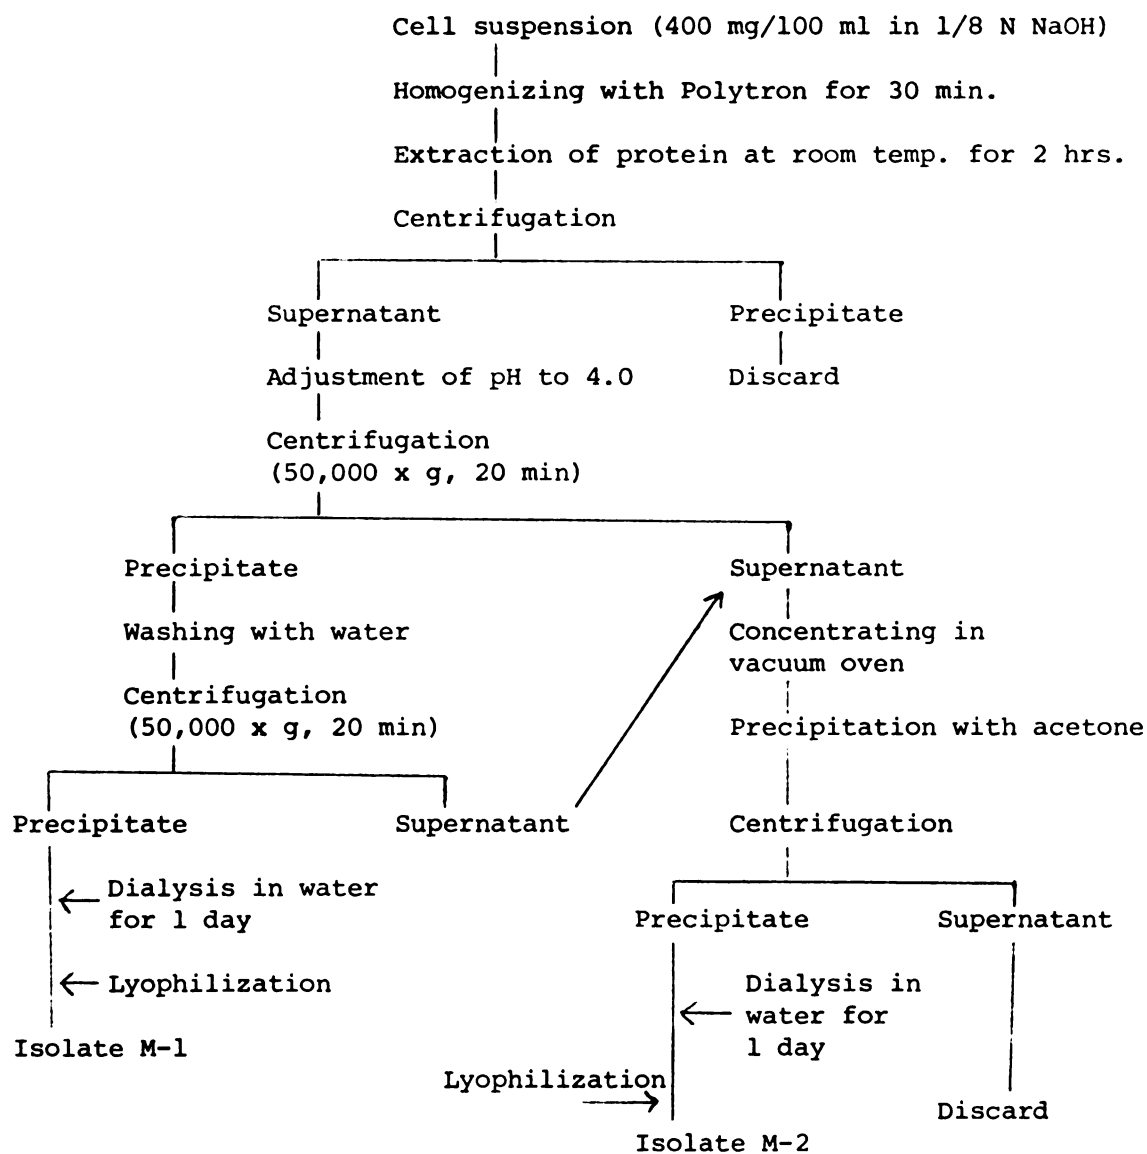 Cell suspension (400 mg/100 ml in 1/8 N NaOH)
Homogenizing with Polytron for 30 min.
Extraction of protein at room temp. for 2 hrs.
Centrifugation
Supernatant
Precipitate
Adjustment of pH to 4.0
Discard
Centrifugation
(50,000 x g, 20 min)
Precipitate
Supernatant
Washing with water
Concentrating in
vacuum oven
Centrifugation
(50,000 x g, 20 min)
Precipitation with acetone
Precipitate
Supernatant
Centrifugation
Dialysis in water
for 1 day
Precipitate
Supernatant
Lyophilization
Dialysis in
water for
1 day
Isolate M-1
Lyophilization
Discard
Isolate M-2